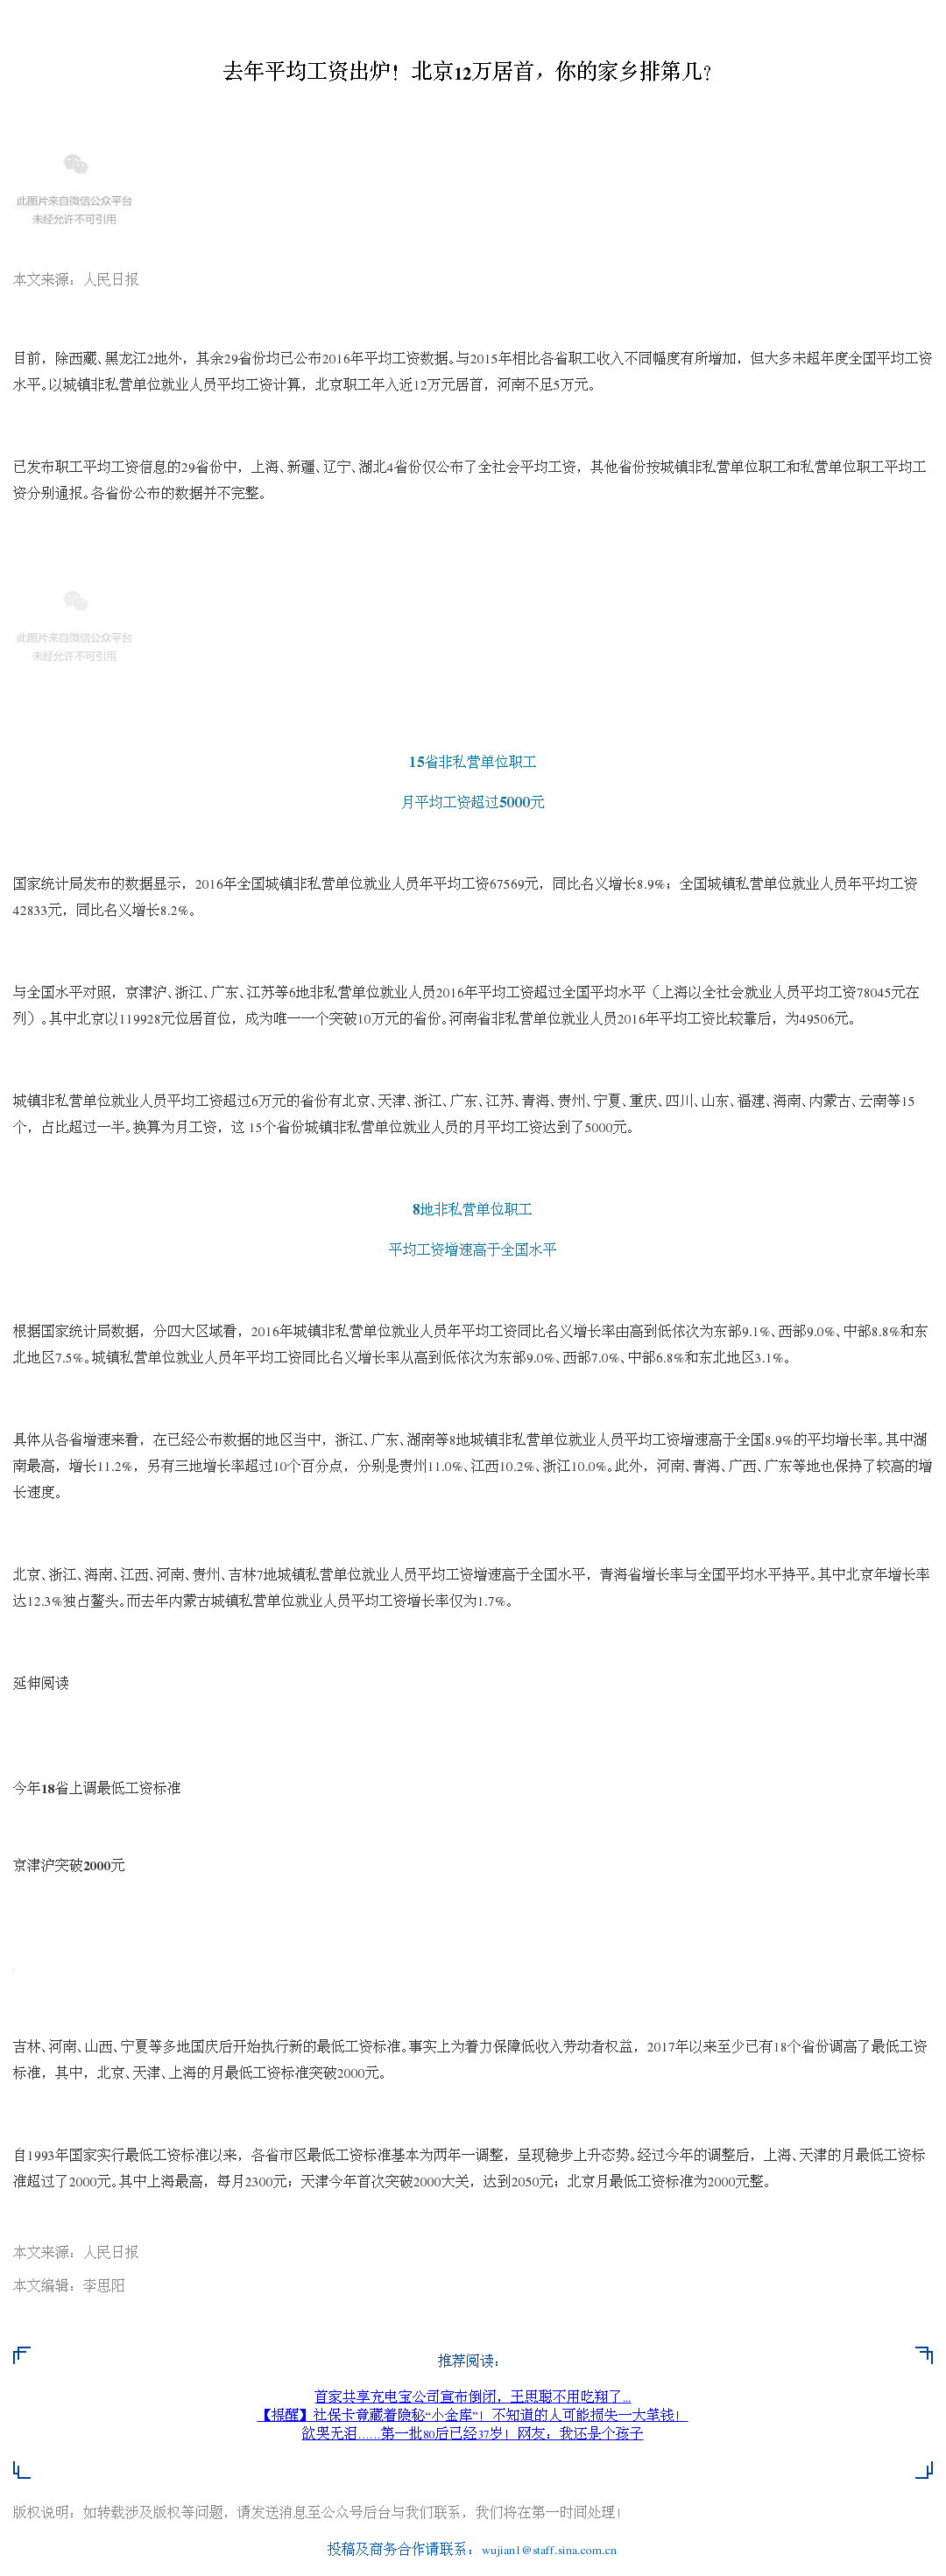 去年平均工资出炉！北京12万居首，你的家乡排第几?
此图片来自微信公众平台
未经允许不可引用
本文来源：人民日报
目前，除西藏、黑龙江2地外，其余29省份均已公布2016年平均工资数据。与2015年相比各省职工收入不同幅度有所增加，但大多未超年度全国平均工资
水平。以城镇非私营单位就业人员平均工资计算，北京职工年入近12万元居首，河南不足5万元。
已发布职工平均工资信息的29省份中，上海、新疆、辽宁、湖北4省份仅公布了全社会平均工资，其他省份按城镇非私营单位职工和私营单位职工平均工
资分别通报。各省份公布的数据并不完整。
此图片来自微信公众平台
未经允许不可引用
15省非私营单位职工
月平均工资超过5000元
国家统计局发布的数据显示，2016年全国城镇非私营单位就业人员年平均工资67569元，同比名义增长8.9%；全国城镇私营单位就业人员年平均工资
42833元，同比名义增长8.2%。
与全国水平对照，京津沪、浙江、广东、江苏等6地非私营单位就业人员2016年平均工资超过全国平均水平（上海以全社会就业人员平均工资78045元在
列）。其中北京以119928元位居首位，成为唯一一个突破10万元的省份。河南省非私营单位就业人员2016年平均工资比较靠后，为49506元。
城镇非私营单位就业人员平均工资超过6万元的省份有北京、天津、浙江、广东、江苏、青海、贵州、宁夏、重庆、四川、山东、福建、海南、内蒙古、云南等15
个，占比超过一半。换算为月工资，这 15个省份城镇非私营单位就业人员的月平均工资达到了5000元。
8地非私营单位职工
平均工资增速高于全国水平
根据国家统计局数据，分四大区域看，2016年城镇非私营单位就业人员年平均工资同比名义增长率由高到低依次为东部9.1%、西部9.0%、中部8.8%和东
北地区7.5%。城镇私营单位就业人员年平均工资同比名义增长率从高到低依次为东部9.0%、西部7.0%、中部6.8%和东北地区3.1%。
具体从各省增速来看，在已经公布数据的地区当中，浙江、广东、湖南等8地城镇非私营单位就业人员平均工资增速高于全国8.9%的平均增长率。其中湖
南最高，增长11.2%，另有三地增长率超过10个百分点，分别是贵州11.0%、江西10.2%、浙江10.0%。此外，河南、青海、广西、广东等地也保持了较高的增
长速度。
北京、浙江、海南、江西、河南、贵州、吉林7地城镇私营单位就业人员平均工资增速高于全国水平，青海省增长率与全国平均水平持平。其中北京年增长率
达12.3%独占鳌头。而去年内蒙古城镇私营单位就业人员平均工资增长率仅为1.7%。
延伸阅读
今年18省上调最低工资标准
京津沪突破2000元
吉林、河南、山西、宁夏等多地国庆后开始执行新的最低工资标准。事实上为着力保障低收入劳动者权益，2017年以来至少已有18个省份调高了最低工资
标准，其中，北京、天津、上海的月最低工资标准突破2000元。
自1993年国家实行最低工资标准以来，各省市区最低工资标准基本为两年一调整，呈现稳步上升态势。经过今年的调整后，上海、天津的月最低工资标
准超过了2000元。其中上海最高，每月2300元；天津今年首次突破2000大关，达到2050元；北京月最低工资标准为2000元整。
本文来源：人民日报
本文编辑：李思阳
推荐阅读：
首家共享充电宝公司宣布倒闭，王思聪不用吃翔了...
【提醒】社保卡竟藏着隐秘“小金库”！不知道的人可能损失一大笔钱！
欲哭无泪……第一批80后已经37岁！网友：我还是个孩子
版权说明：如转载涉及版权等问题，请发送消息至公众号后台与我们联系，我们将在第一时间处理！
投稿及商务合作请联系：wujian1@staff.sina.com.cn